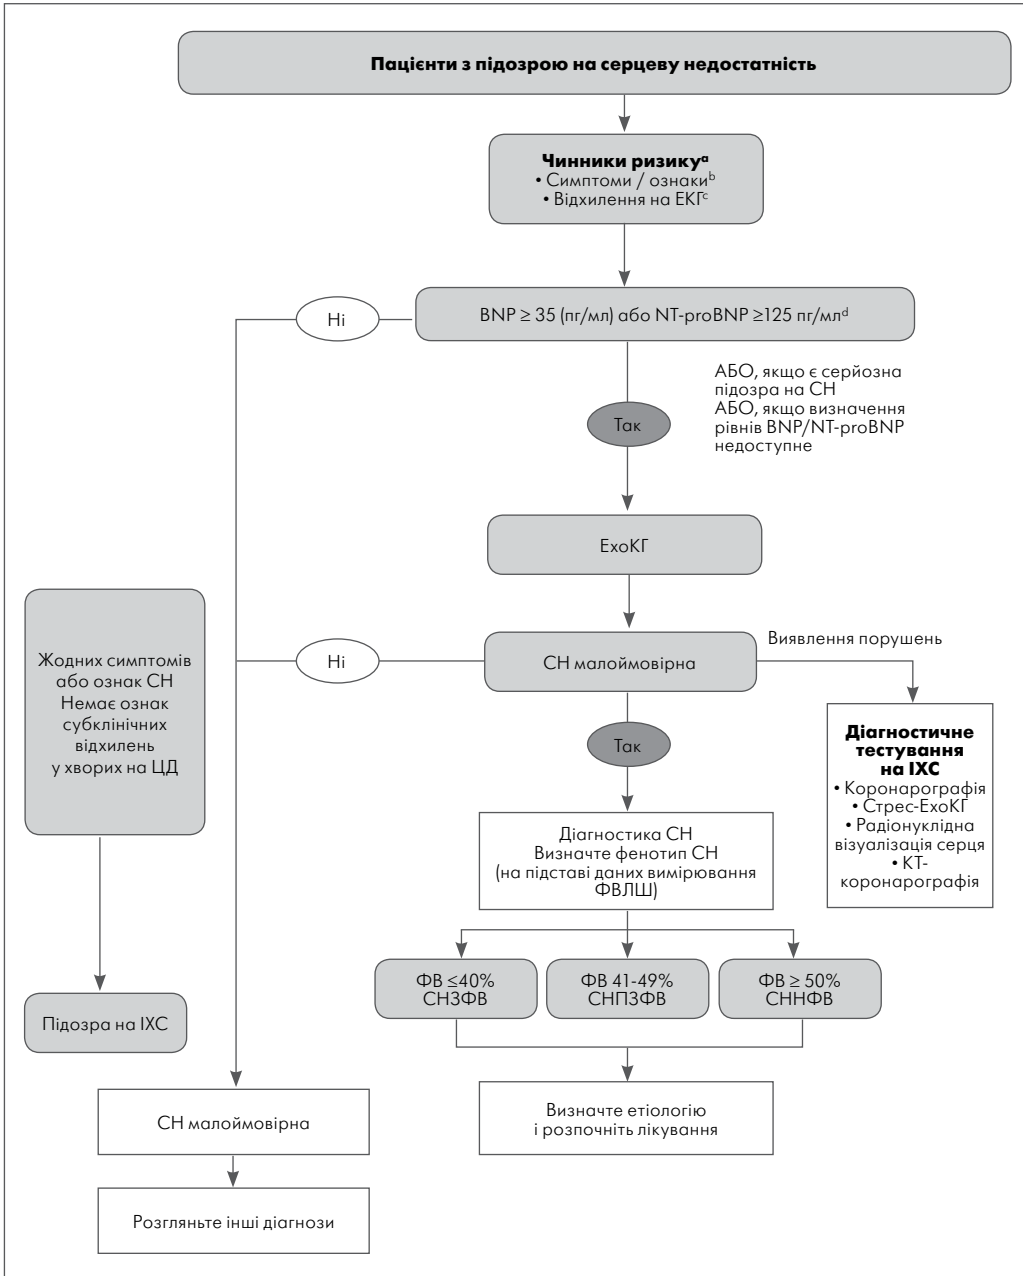 Пацієнти з підозрою на серцеву недостатність
Чинники ризикуᵃ
• Симптоми / ознакиᵇ
• Відхилення на ЕКГᶜ
Ні
BNP ≥ 35 (пг/мл) або NT-proBNP ≥125 пг/млᵈ
АБО, якщо є серйозна
підозра на СН
АБО, якщо визначення
рівнів BNP/NT-proBNP
недоступне
Так
ЕхоКГ
Жодних симптомів
або ознак СН
Немає ознак
субклінічних
відхилень
у хворих на ЦД
Ні
СН малоймовірна
Виявлення порушень
Так
Діагностичне
тестування
на ІХС
• Коронарографія
• Стрес-ЕхоКГ
• Радіонуклідна
візуалізація серця
• КТ-
коронарографія
Діагностика СН
Визначте фенотип СН
(на підставі даних вимірювання
ФВЛШ)
ФВ ≤40%
СНЗФВ
ФВ 41-49%
СНПЗФВ
ФВ ≥ 50%
СННФВ
Підозра на ІХС
СН малоймовірна
Визначте етіологію
і розпочніть лікування
Розгляньте інші діагнози